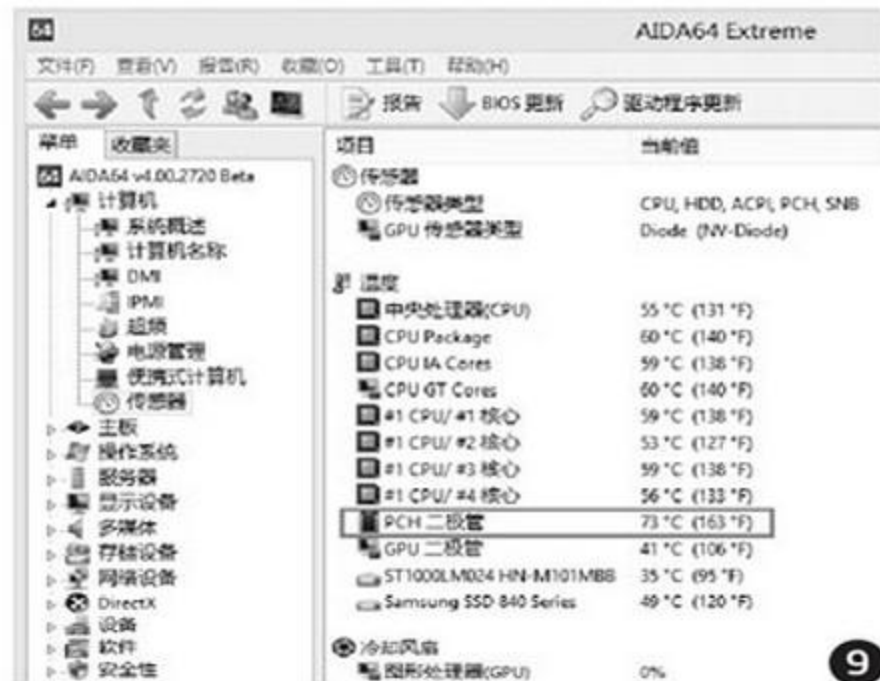 64 AIDA64 Extreme
文件(F) 查看(V) 报告(R) 收藏(O) 工具(T) 帮助(H)
报告 BIOS 更新 驱动程序更新
菜单 收藏夹
项目 当前值
64 AIDA64 v4.00.2720 Beta
计算机
系统概述
计算机名称
DMI
IPMI
超频
电源管理
便携式计算机
传感器
主板
操作系统
服务器
显示设备
多媒体
存储设备
网络设备
DirectX
设备
软件
安全性
传感器
传感器类型 CPU, HDD, ACPI, PCH, SNB
GPU 传感器类型 Diode (NV-Diode)
温度
中央处理器(CPU) 55 °C (131 °F)
CPU Package 60 °C (140 °F)
CPU IA Cores 59 °C (138 °F)
CPU GT Cores 60 °C (140 °F)
#1 CPU/ #1 核心 59 °C (138 °F)
#1 CPU/ #2 核心 53 °C (127 °F)
#1 CPU/ #3 核心 59 °C (138 °F)
#1 CPU/ #4 核心 56 °C (133 °F)
PCH 二极管 73 °C (163 °F)
GPU 二极管 41 °C (106 °F)
ST1000LM024 HN-M101MBB 35 °C (95 °F)
Samsung SSD 840 Series 49 °C (120 °F)
冷却风扇
图形处理器(GPU) 0%
9